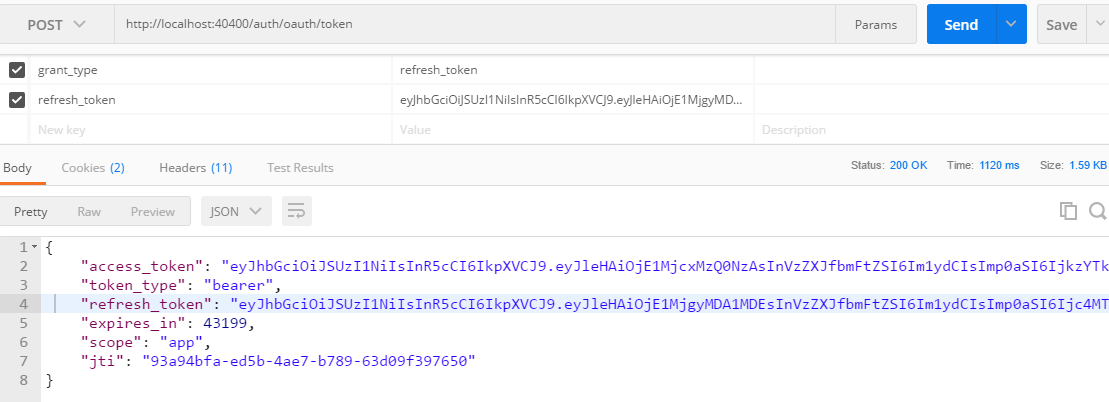 POST http://localhost:40400/auth/oauth/token Params Send Save
grant_type refresh_token
refresh_token eyJhbGciOiJSUzI1NiIsInR5cCI6IkpXVCJ9.eyJleHAiOjE1MjgyMD...
New key Value Description
Body Cookies (2) Headers (11) Test Results Status: 200 OK Time: 1120 ms Size: 1.59 KB
Pretty Raw Preview JSON
1 {
2 "access_token": "eyJhbGciOiJSUzI1NiIsInR5cCI6IkpXVCJ9.eyJleHAiOjE1MjcxMzQ0NzAsInVzZXJfbmFtZSI6Im1ydCIsImp0aSI6IjkzYTk
3 "token_type": "bearer",
4 "refresh_token": "eyJhbGciOiJSUzI1NiIsInR5cCI6IkpXVCJ9.eyJleHAiOjE1MjgyMDA1MDEsInVzZXJfbmFtZSI6Im1ydCIsImp0aSI6Ijc4MT
5 "expires_in": 43199,
6 "scope": "app",
7 "jti": "93a94bfa-ed5b-4ae7-b789-63d09f397650"
8 }